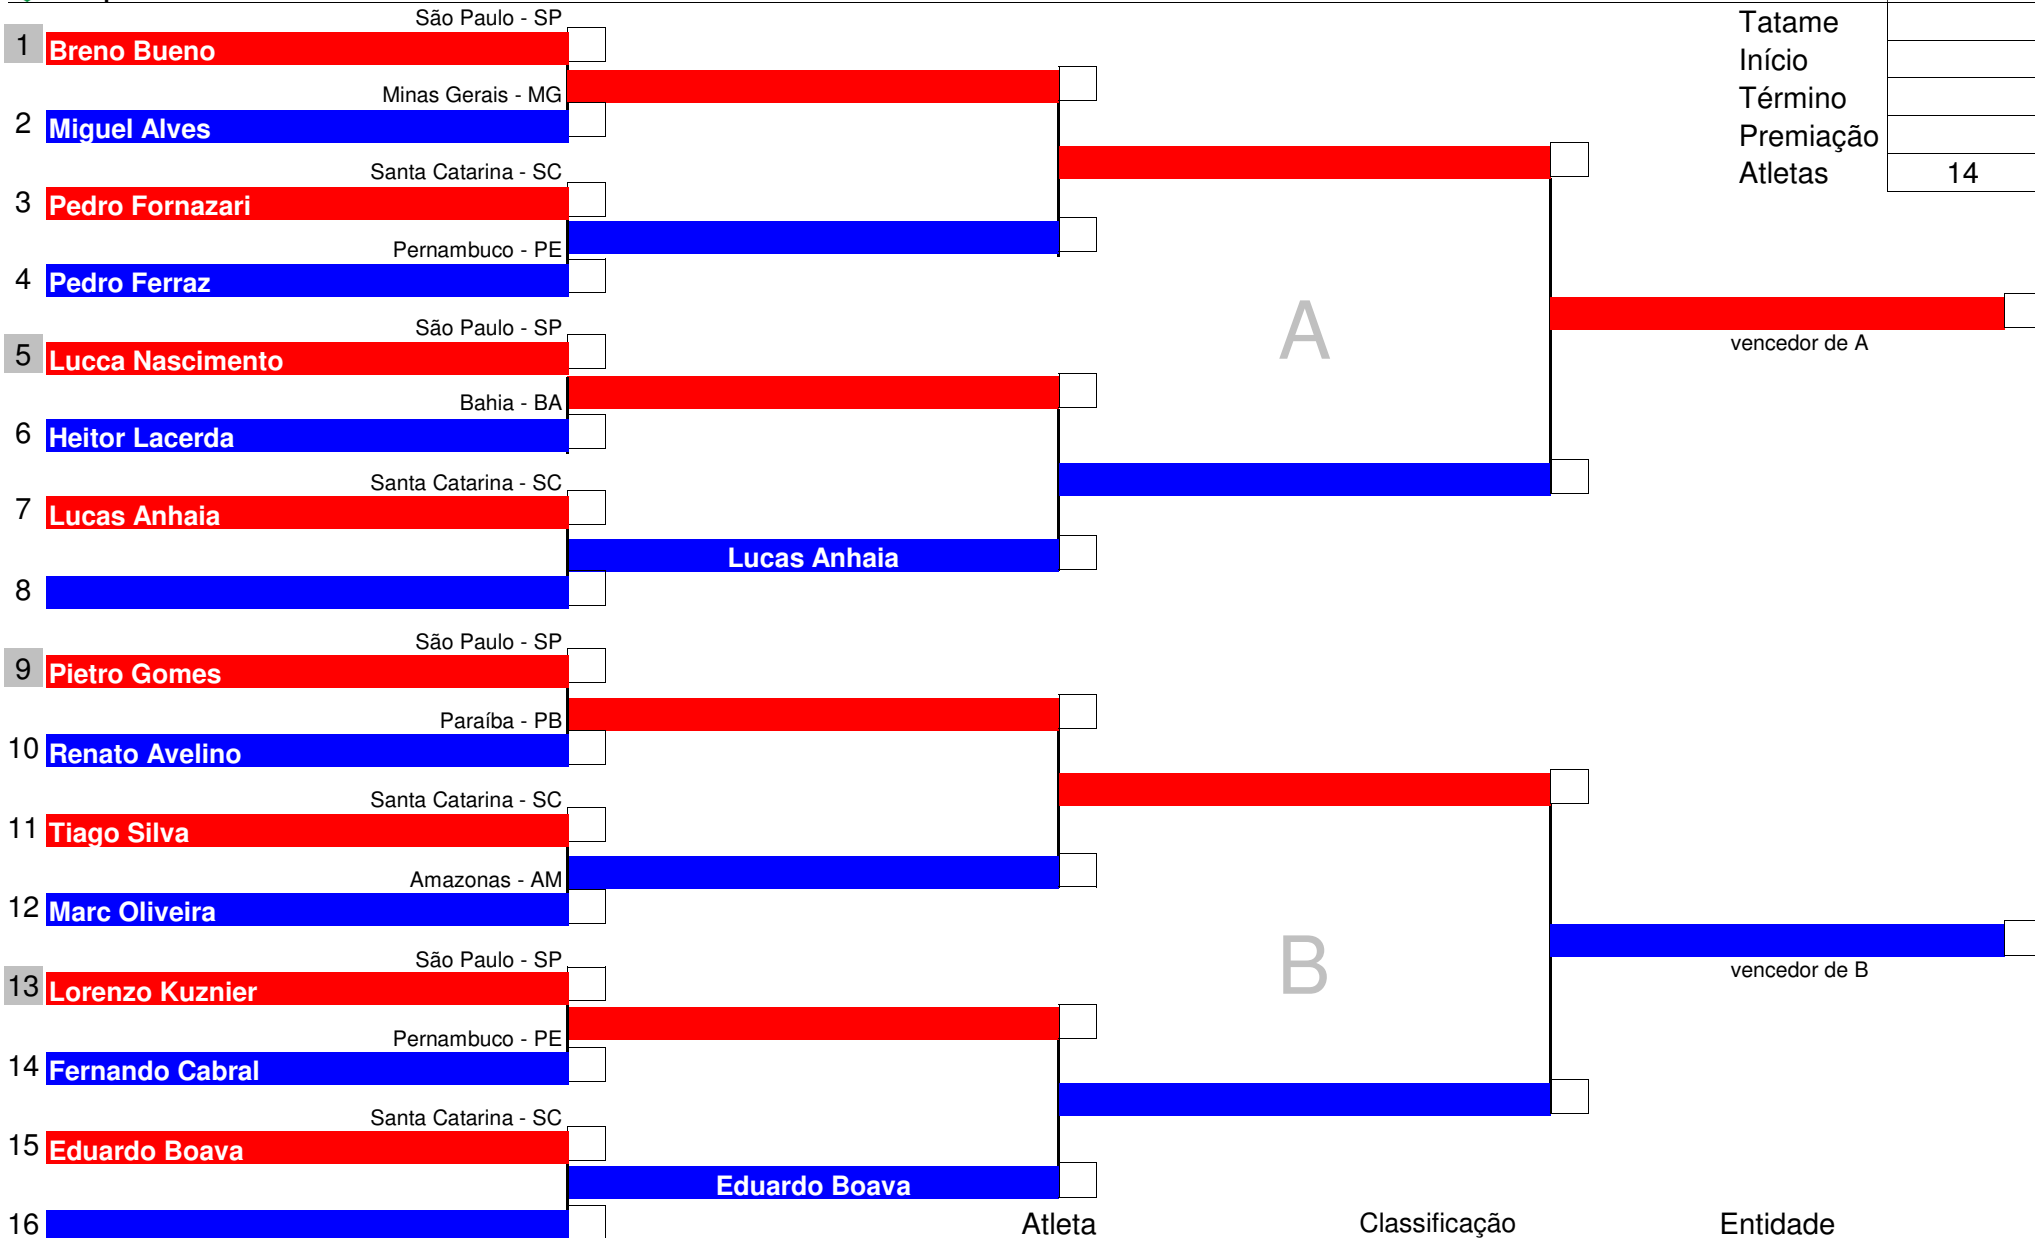 São Paulo - SP
1 Breno Bueno
Minas Gerais - MG
2 Miguel Alves
Santa Catarina - SC
3 Pedro Fornazari
Pernambuco - PE
4 Pedro Ferraz
São Paulo - SP
5 Lucca Nascimento
Bahia - BA
6 Heitor Lacerda
Santa Catarina - SC
7 Lucas Anhaia
Lucas Anhaia
8
São Paulo - SP
9 Pietro Gomes
Paraíba - PB
10 Renato Avelino
Santa Catarina - SC
11 Tiago Silva
Amazonas - AM
12 Marc Oliveira
São Paulo - SP
13 Lorenzo Kuznier
Pernambuco - PE
14 Fernando Cabral
Santa Catarina - SC
15 Eduardo Boava
Eduardo Boava
16
A
B
vencedor de A
vencedor de B
Tatame
Início
Término
Premiação
Atletas 14
Atleta Classificação Entidade